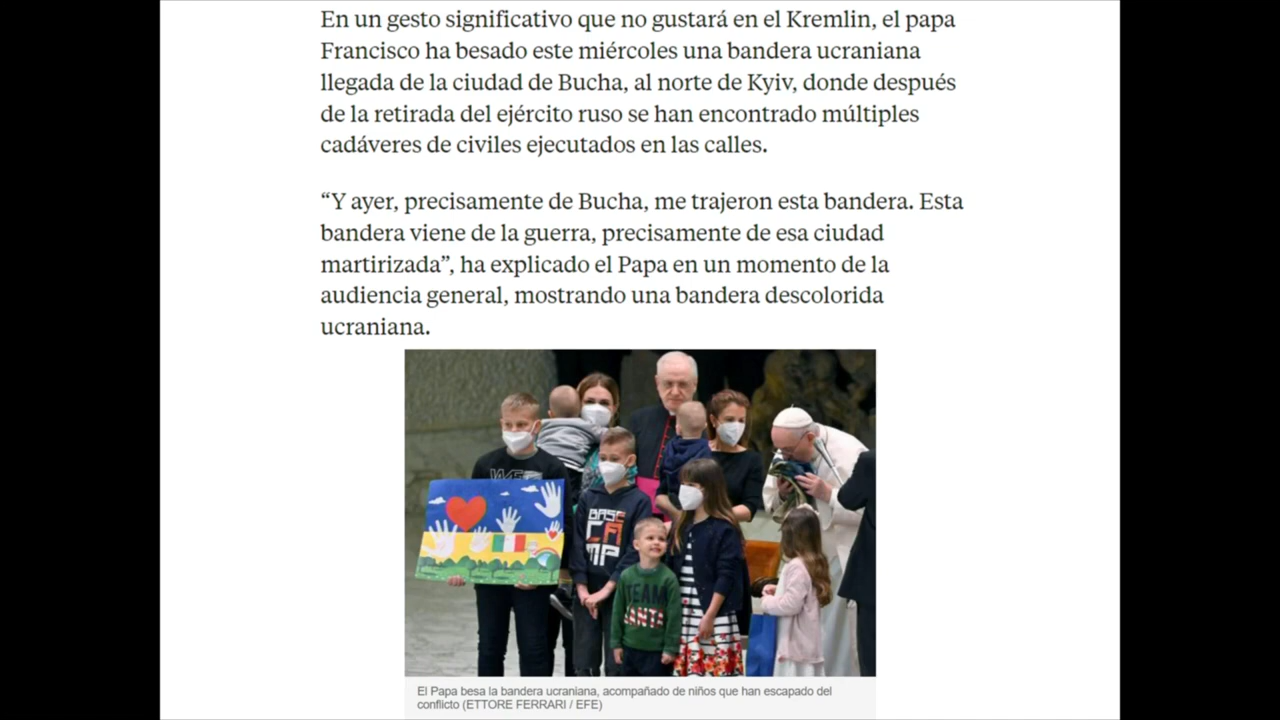 En un gesto significativo que no gustará en el Kremlin, el papa
Francisco ha besado este miércoles una bandera ucraniana
llegada de la ciudad de Bucha, al norte de Kyiv, donde después
de la retirada del ejército ruso se han encontrado múltiples
cadáveres de civiles ejecutados en las calles.
“Y ayer, precisamente de Bucha, me trajeron esta bandera. Esta
bandera viene de la guerra, precisamente de esa ciudad
martirizada”, ha explicado el Papa en un momento de la
audiencia general, mostrando una bandera descolorida
ucraniana.
BASE
CA
MP
TEAM
SANTA
El Papa besa la bandera ucraniana, acompañado de niños que han escapado del
conflicto (ETTORE FERRARI / EFE)